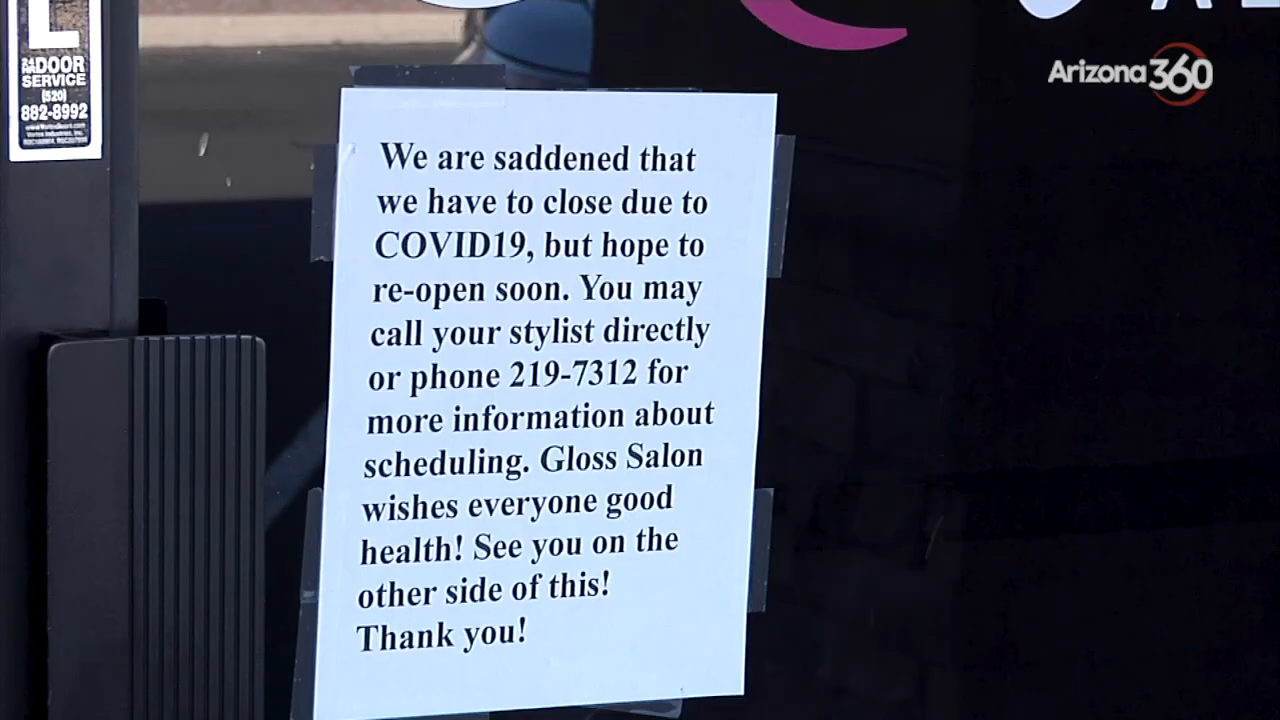 L
DOOR
SERVICE
(520)
882-8992
Arizona 360
We are saddened that
we have to close due to
COVID19, but hope to
re-open soon. You may
call your stylist directly
or phone 219-7312 for
more information about
scheduling. Gloss Salon
wishes everyone good
health! See you on the
other side of this!
Thank you!